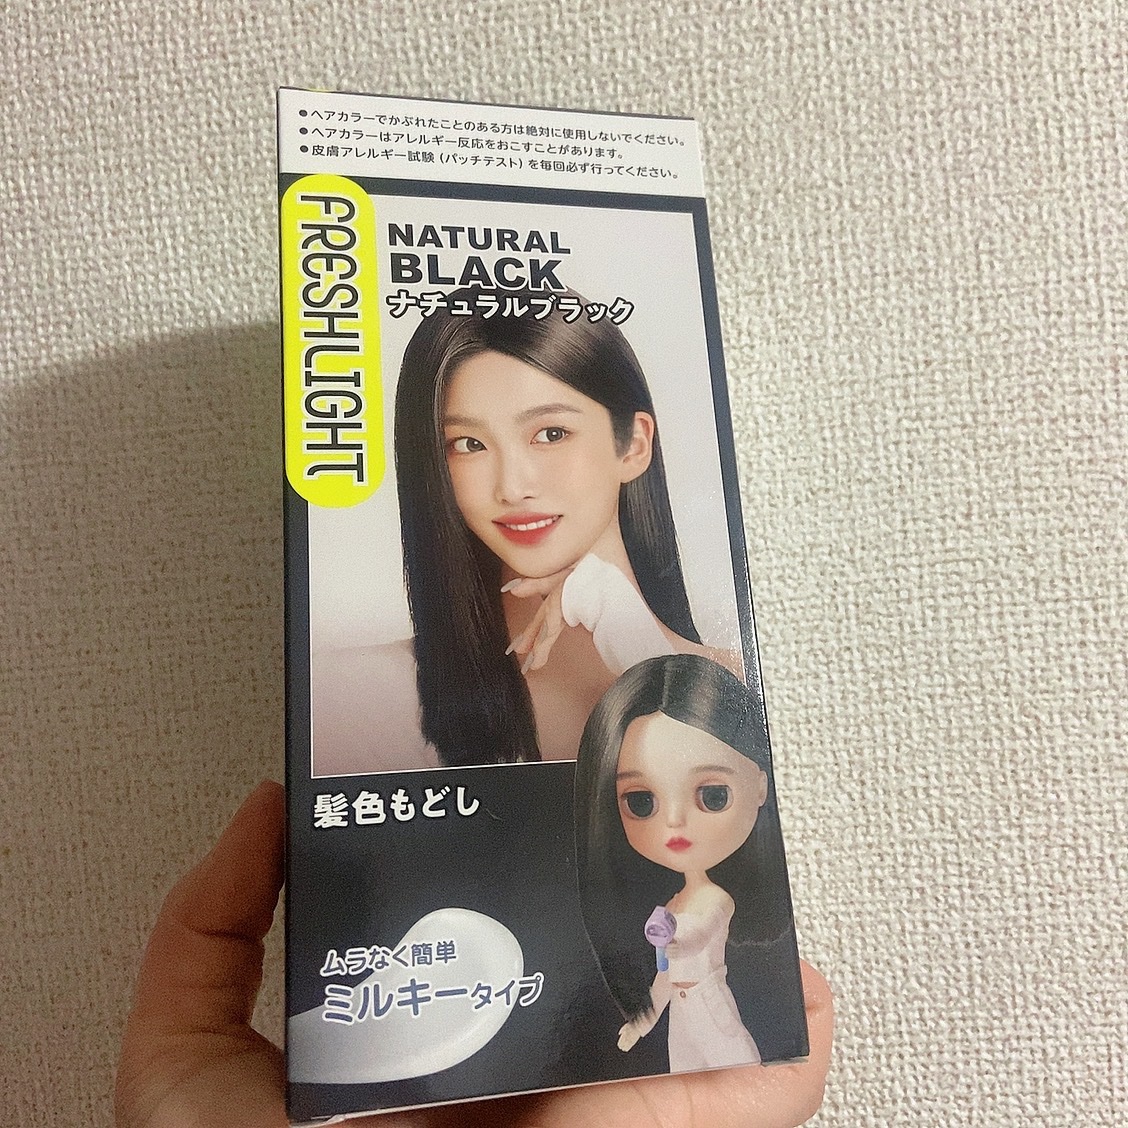 ●ヘアカラーでかぶれたことのある方は絶対に使用しないでください。
●ヘアカラーはアレルギー反応をおこすことがあります。
●皮膚アレルギー試験（パッチテスト）を毎回必ず行ってください。
FRESHLIGHT
NATURAL
BLACK
ナチュラルブラック
髪色もどし
ムラなく簡単
ミルキータイプ